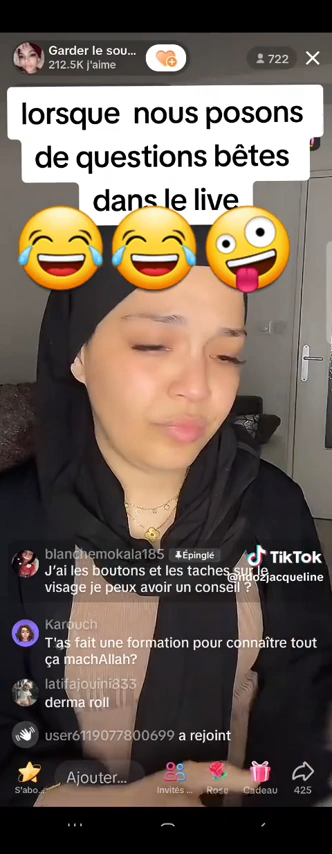 Garder le sou...
212.5K j'aime
722
lorsque nous posons
de questions bêtes
dans le live
blanchemokala185 Épinglé
J'ai les boutons et les taches sur le
visage je peux avoir un conseil ?
TikTok
@ngozjacqueline
Karouch
T'as fait une formation pour connaître tout
ça machAllah?
latifajouini833
derma roll
user6119077800699 a rejoint
Ajouter...
S'abo... Invités ... Rose Cadeau 425